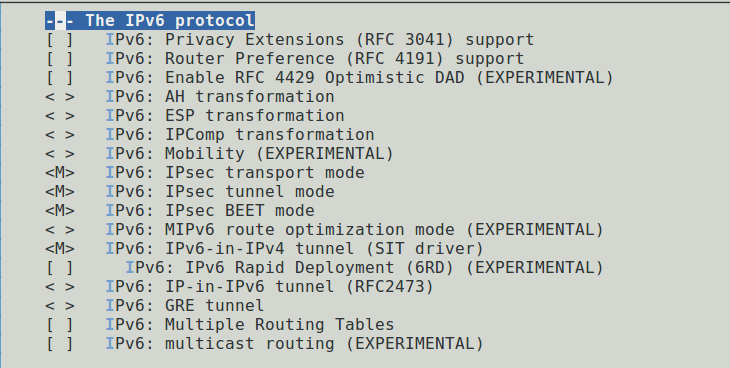 --- The IPv6 protocol
[ ]   IPv6: Privacy Extensions (RFC 3041) support
[ ]   IPv6: Router Preference (RFC 4191) support
[ ]   IPv6: Enable RFC 4429 Optimistic DAD (EXPERIMENTAL)
< >   IPv6: AH transformation
< >   IPv6: ESP transformation
< >   IPv6: IPComp transformation
< >   IPv6: Mobility (EXPERIMENTAL)
<M>   IPv6: IPsec transport mode
<M>   IPv6: IPsec tunnel mode
<M>   IPv6: IPsec BEET mode
< >   IPv6: MIPv6 route optimization mode (EXPERIMENTAL)
<M>   IPv6: IPv6-in-IPv4 tunnel (SIT driver)
[ ]     IPv6: IPv6 Rapid Deployment (6RD) (EXPERIMENTAL)
< >   IPv6: IP-in-IPv6 tunnel (RFC2473)
< >   IPv6: GRE tunnel
[ ]   IPv6: Multiple Routing Tables
[ ]   IPv6: multicast routing (EXPERIMENTAL)